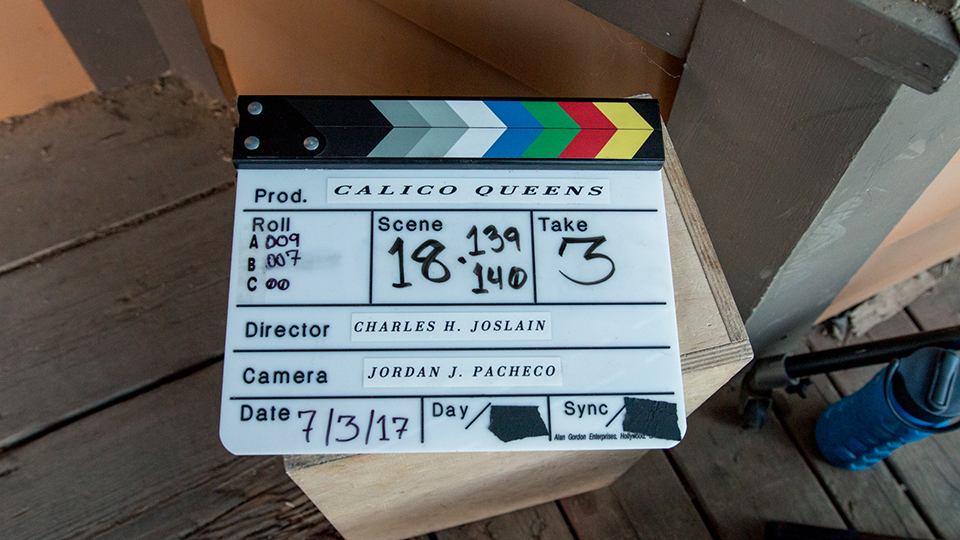 Prod. CALICO QUEENS
Roll Scene Take
A 009
B 007
C 00
18. 139 140
3
Director CHARLES H. JOSLAIN
Camera JORDAN J. PACHECO
Date 7/3/17 Day/ Sync/
Alan Gordon Enterprises, Hollywood,